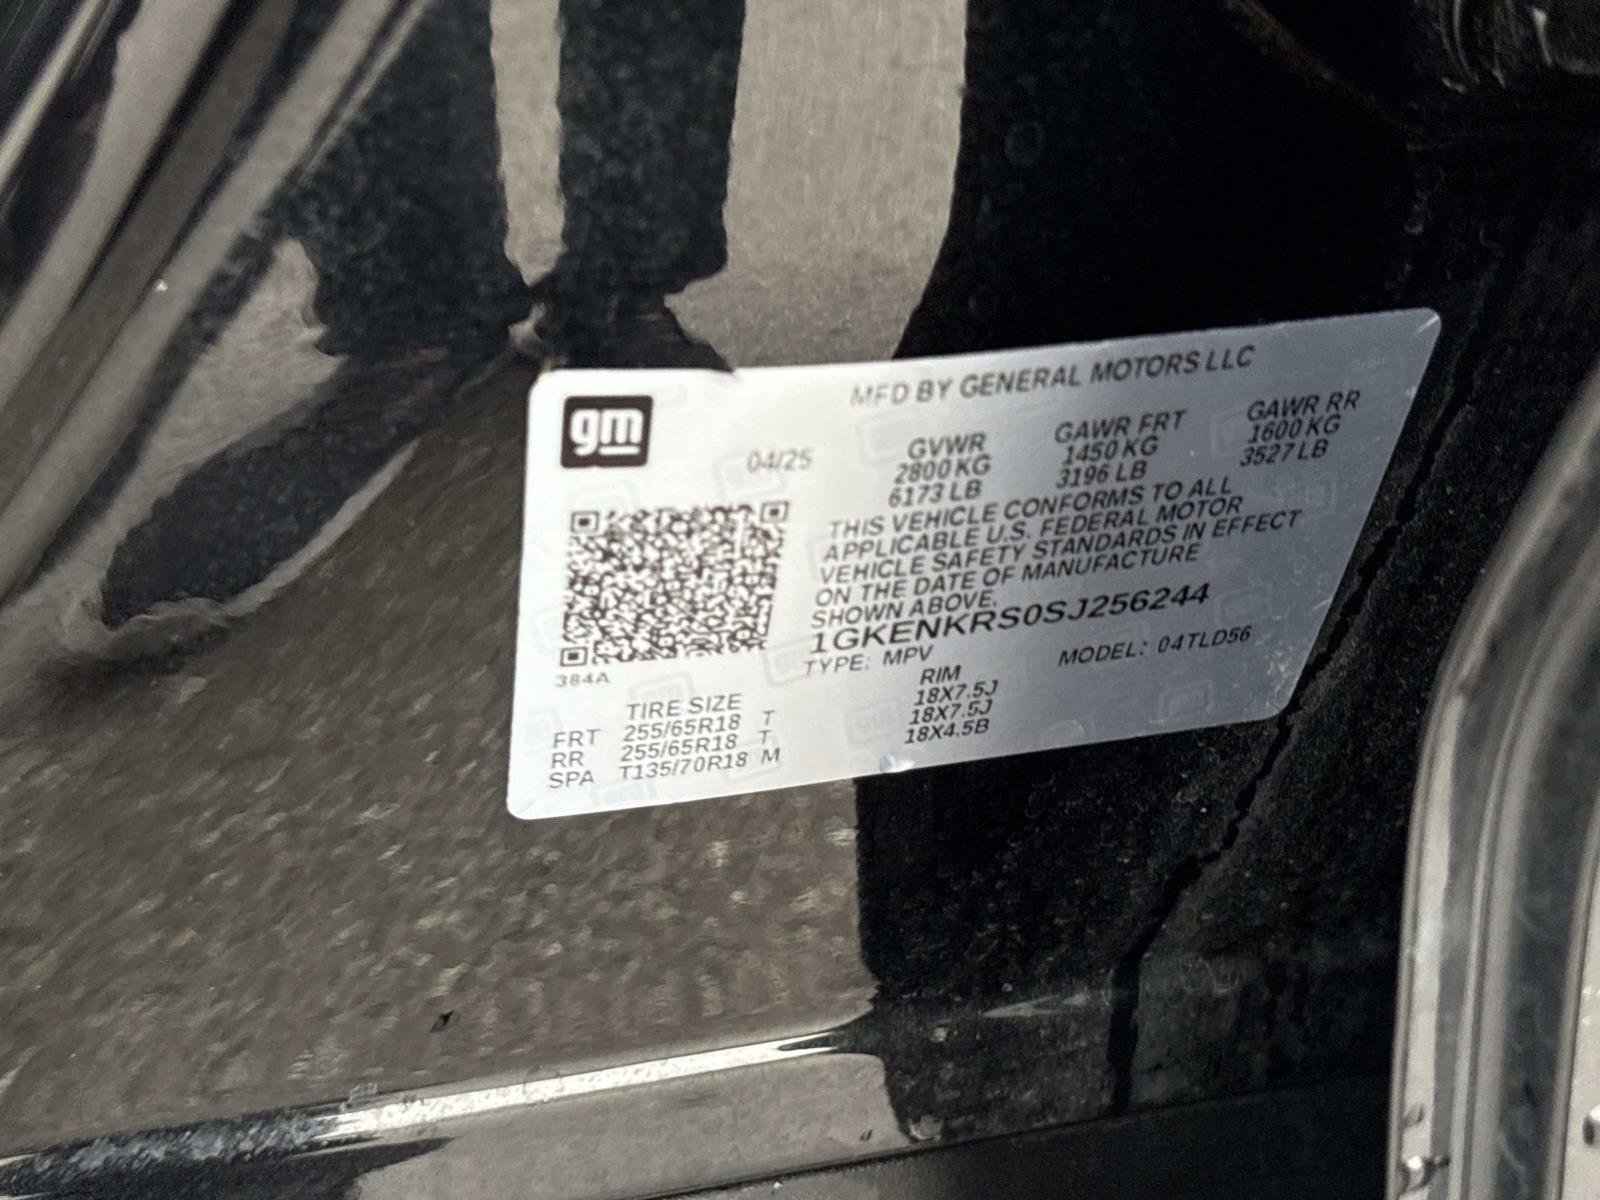 MFD BY GENERAL MOTORS LLC
gm
04/25
GVWR GAWR FRT GAWR RR
2800 KG 1450 KG 1600 KG
6173 LB 3196 LB 3527 LB
THIS VEHICLE CONFORMS TO ALL
APPLICABLE U.S. FEDERAL MOTOR
VEHICLE SAFETY STANDARDS IN EFFECT
ON THE DATE OF MANUFACTURE
SHOWN ABOVE.
1GKENKRS0SJ256244
TYPE: MPV MODEL: 04TLD56
384A
TIRE SIZE RIM
FRT 255/65R18 T 18X7.5J
RR 255/65R18 T 18X7.5J
SPA T135/70R18 M 18X4.5B